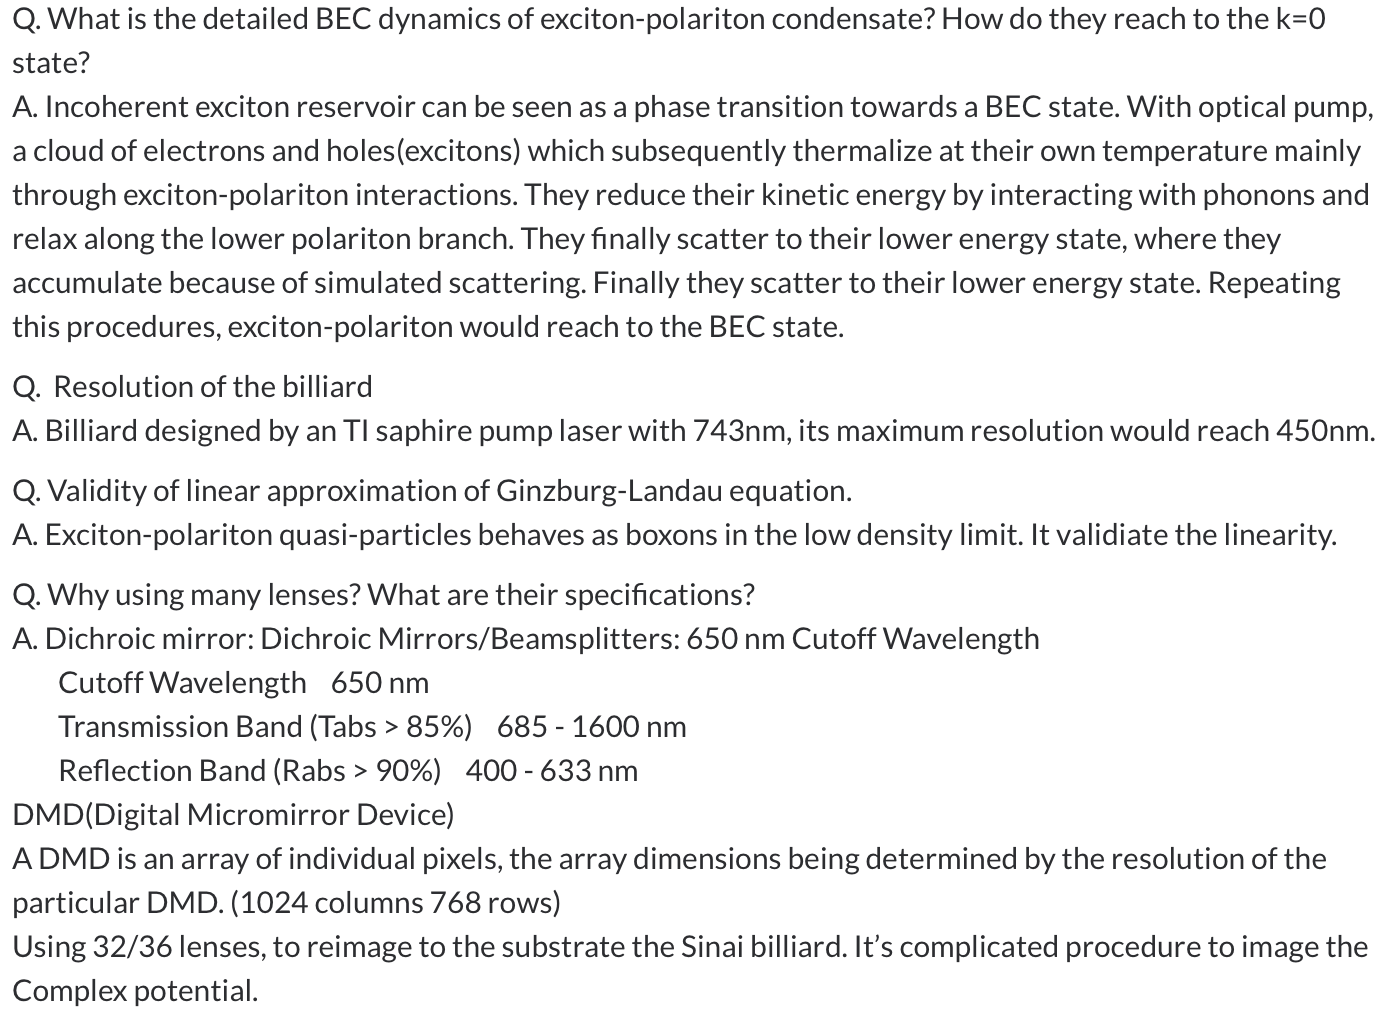 Q. What is the detailed BEC dynamics of exciton-polariton condensate? How do they reach to the k=0
state?
A. Incoherent exciton reservoir can be seen as a phase transition towards a BEC state. With optical pump,
a cloud of electrons and holes(excitons) which subsequently thermalize at their own temperature mainly
through exciton-polariton interactions. They reduce their kinetic energy by interacting with phonons and
relax along the lower polariton branch. They finally scatter to their lower energy state, where they
accumulate because of simulated scattering. Finally they scatter to their lower energy state. Repeating
this procedures, exciton-polariton would reach to the BEC state.
Q. Resolution of the billiard
A. Billiard designed by an TI saphire pump laser with 743nm, its maximum resolution would reach 450nm.
Q. Validity of linear approximation of Ginzburg-Landau equation.
A. Exciton-polariton quasi-particles behaves as boxons in the low density limit. It validiate the linearity.
Q. Why using many lenses? What are their specifications?
A. Dichroic mirror: Dichroic Mirrors/Beamsplitters: 650 nm Cutoff Wavelength
Cutoff Wavelength 650 nm
Transmission Band (Tabs > 85%) 685 - 1600 nm
Reflection Band (Rabs > 90%) 400 - 633 nm
DMD(Digital Micromirror Device)
A DMD is an array of individual pixels, the array dimensions being determined by the resolution of the
particular DMD. (1024 columns 768 rows)
Using 32/36 lenses, to reimage to the substrate the Sinai billiard. It’s complicated procedure to image the
Complex potential.